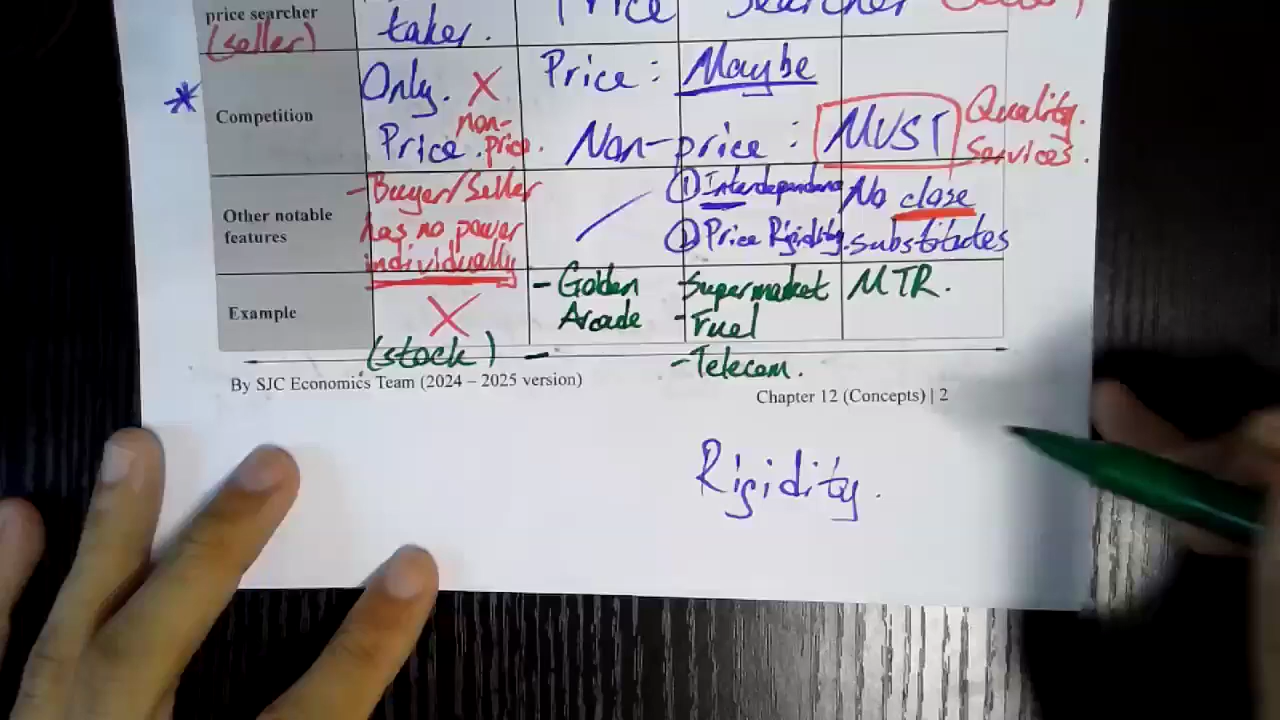 price searcher
(seller)
taker.
Price Searcher
Competition
Only. X
Price.
non-
price.
Price : Maybe
Non-price : MUST
Quality.
Services.
Other notable
features
- Buyer/Seller
has no power
individually
① Interdependence
② Price Rigidity.
No close
substitutes
Example
X
(stock)
- Golden
Arcade
-
Supermarket
- Fuel
- Telecom.
MTR.
By SJC Economics Team (2024 – 2025 version)
Chapter 12 (Concepts) | 2
Rigidity.